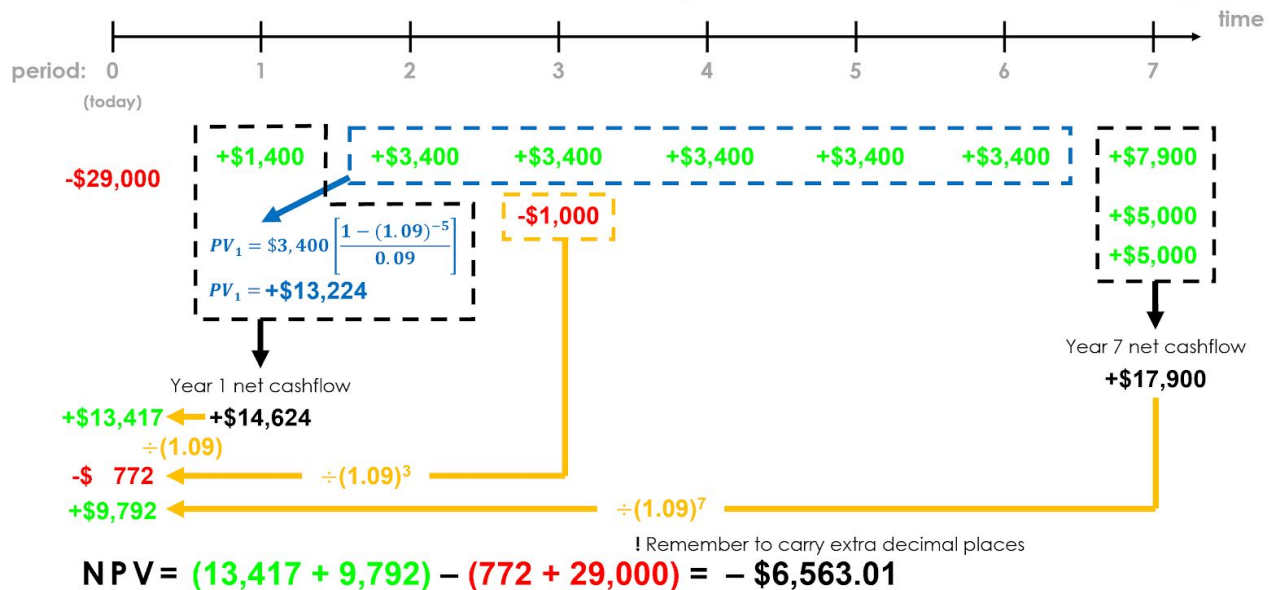 time
period: 0 1 2 3 4 5 6 7
(today)
-$29,000 +$1,400 +$3,400 +$3,400 +$3,400 +$3,400 +$3,400 +$7,900
-$1,000 +$5,000
PV₁ = $3,400 [(1 − (1.09)⁻⁵) / 0.09]
+$5,000
PV₁ = +$13,224
Year 7 net cashflow
+$17,900
Year 1 net cashflow
+$13,417 +$14,624
÷(1.09)
-$ 772 ÷(1.09)³
+$9,792 ÷(1.09)⁷
! Remember to carry extra decimal places
NPV= (13,417 + 9,792) – (772 + 29,000) = – $6,563.01